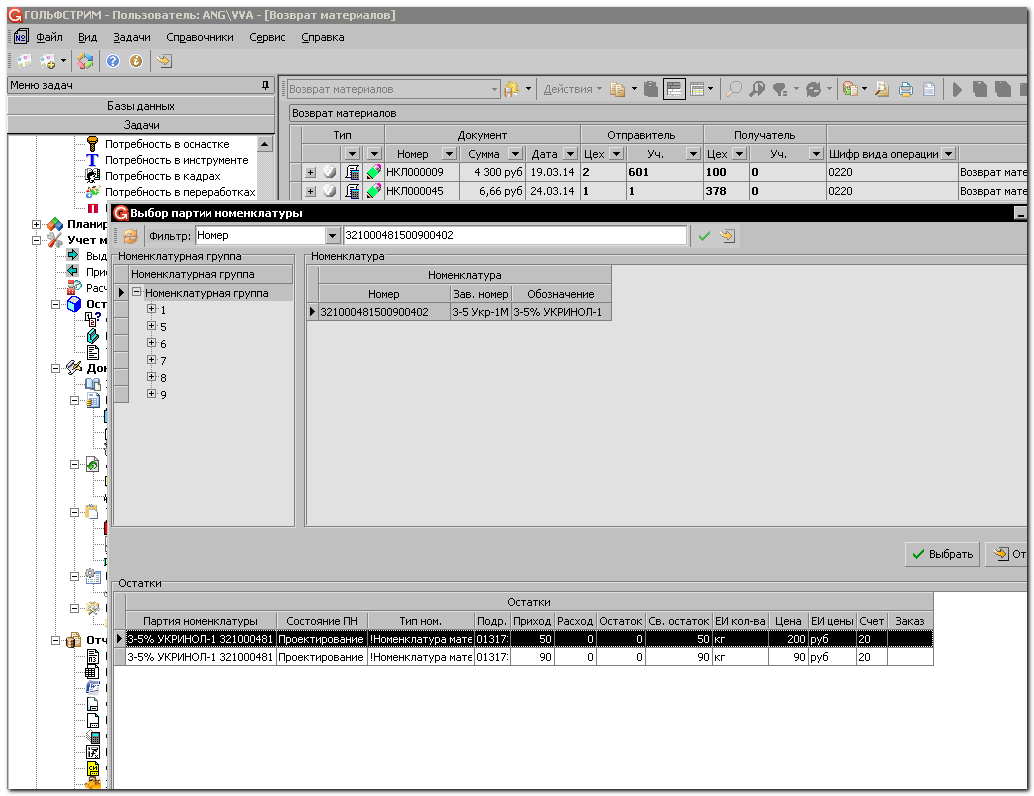 ГОЛЬФСТРИМ - Пользователь: ANG\VVA - [Возврат материалов]
Файл Вид Задачи Справочники Сервис Справка
Меню задач
Базы данных
Задачи
Потребность в оснастке
Потребность в инструменте
Потребность в кадрах
Потребность в переработках
Планир
Учет м
Выд
При
Расч
Ост
Док
Отч
Возврат материалов Действия
Возврат материалов
Тип Документ Отправитель Получатель
Номер Сумма Дата Цех Уч. Цех Уч. Шифр вида операции
НКЛ000009 4 300 руб 19.03.14 2 601 100 0 0220 Возврат мате
НКЛ000045 6,66 руб 24.03.14 1 1 378 0 0220 Возврат мате
Выбор партии номенклатуры
Фильтр: Номер 321000481500900402
Номенклатурная группа
Номенклатурная группа
Номенклатурная группа
1
5
6
7
8
9
Номенклатура
Номенклатура
Номер Зав. номер Обозначение
321000481500900402 3-5 Укр-1М 3-5% УКРИНОЛ-1
Выбрать От
Остатки
Остатки
Партия номенклатуры Состояние ПН Тип ном. Подр. Приход Расход Остаток Св. остаток ЕИ кол-ва Цена ЕИ цены Счет Заказ
3-5% УКРИНОЛ-1 321000481 Проектирование !Номенклатура мате 01317: 50 0 0 50 кг 200 руб 20
3-5% УКРИНОЛ-1 321000481 Проектирование !Номенклатура мате 01317: 90 0 0 90 кг 90 руб 20